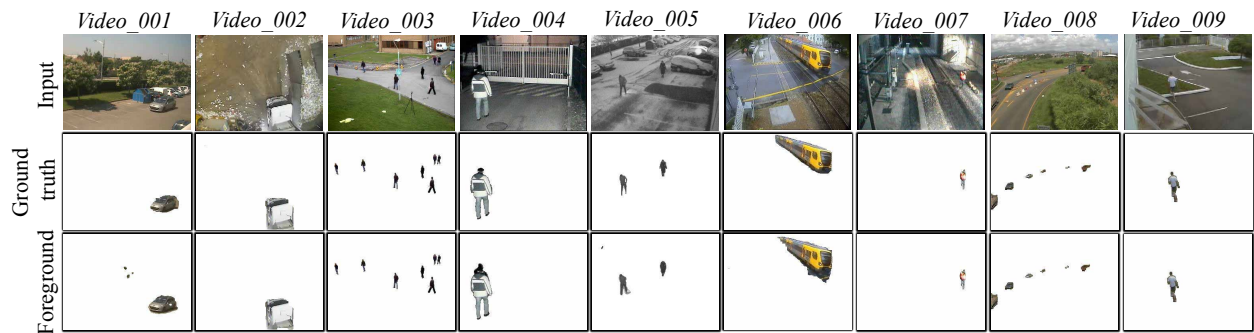 Video_001 Video_002 Video_003 Video_004 Video_005 Video_006 Video_007 Video_008 Video_009
Input
Ground
truth
Foreground